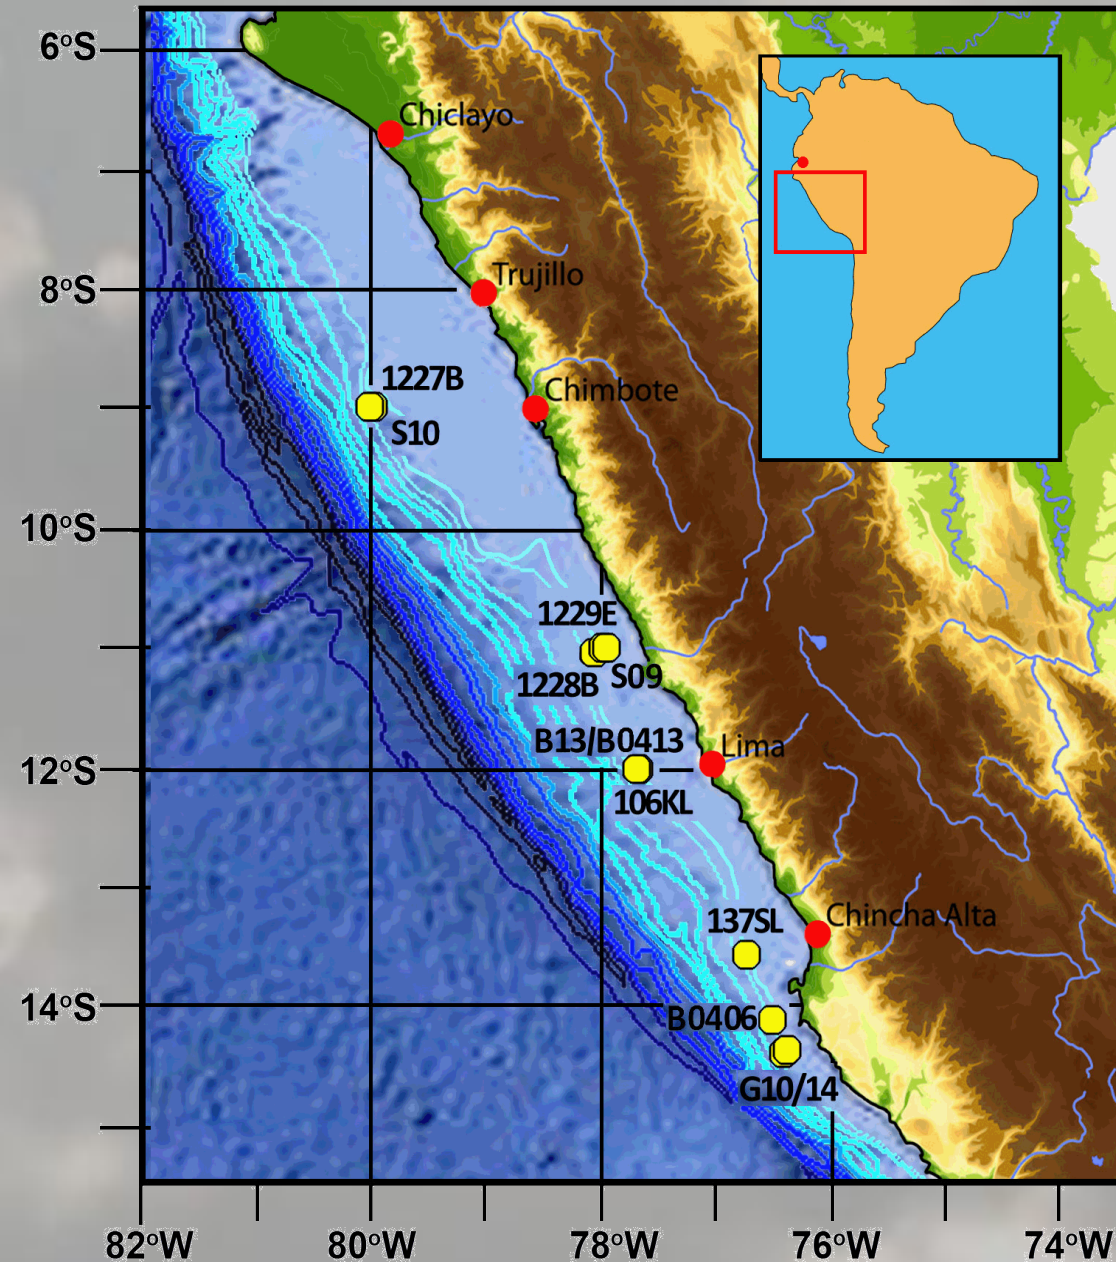 6°S
Chiclayo
Trujillo
8°S
1227B
Chimbote
S10
10°S
1229E
S09
1228B
B13/B0413
Lima
12°S
106KL
137SL
Chincha Alta
14°S
B0406
G10/14
82°W
80°W
78°W
76°W
74°W